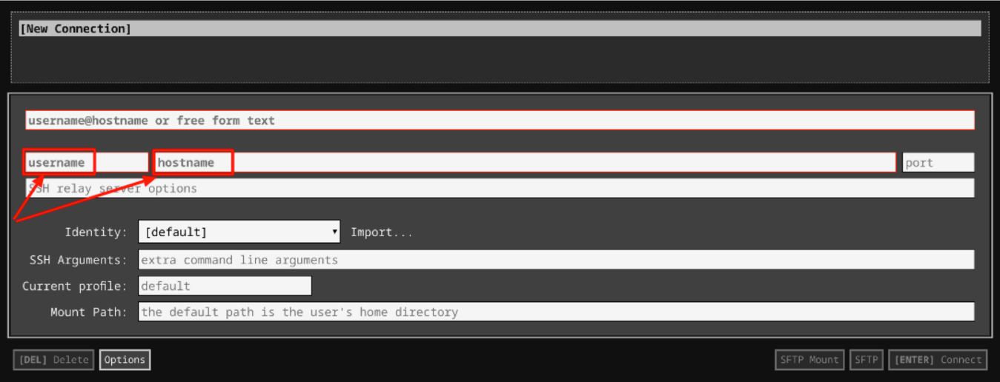 [New Connection]
username@hostname or free form text
username hostname port
SSH relay server options
Identity: [default] Import...
SSH Arguments: extra command line arguments
Current profile: default
Mount Path: the default path is the user's home directory
[DEL] Delete Options SFTP Mount SFTP [ENTER] Connect